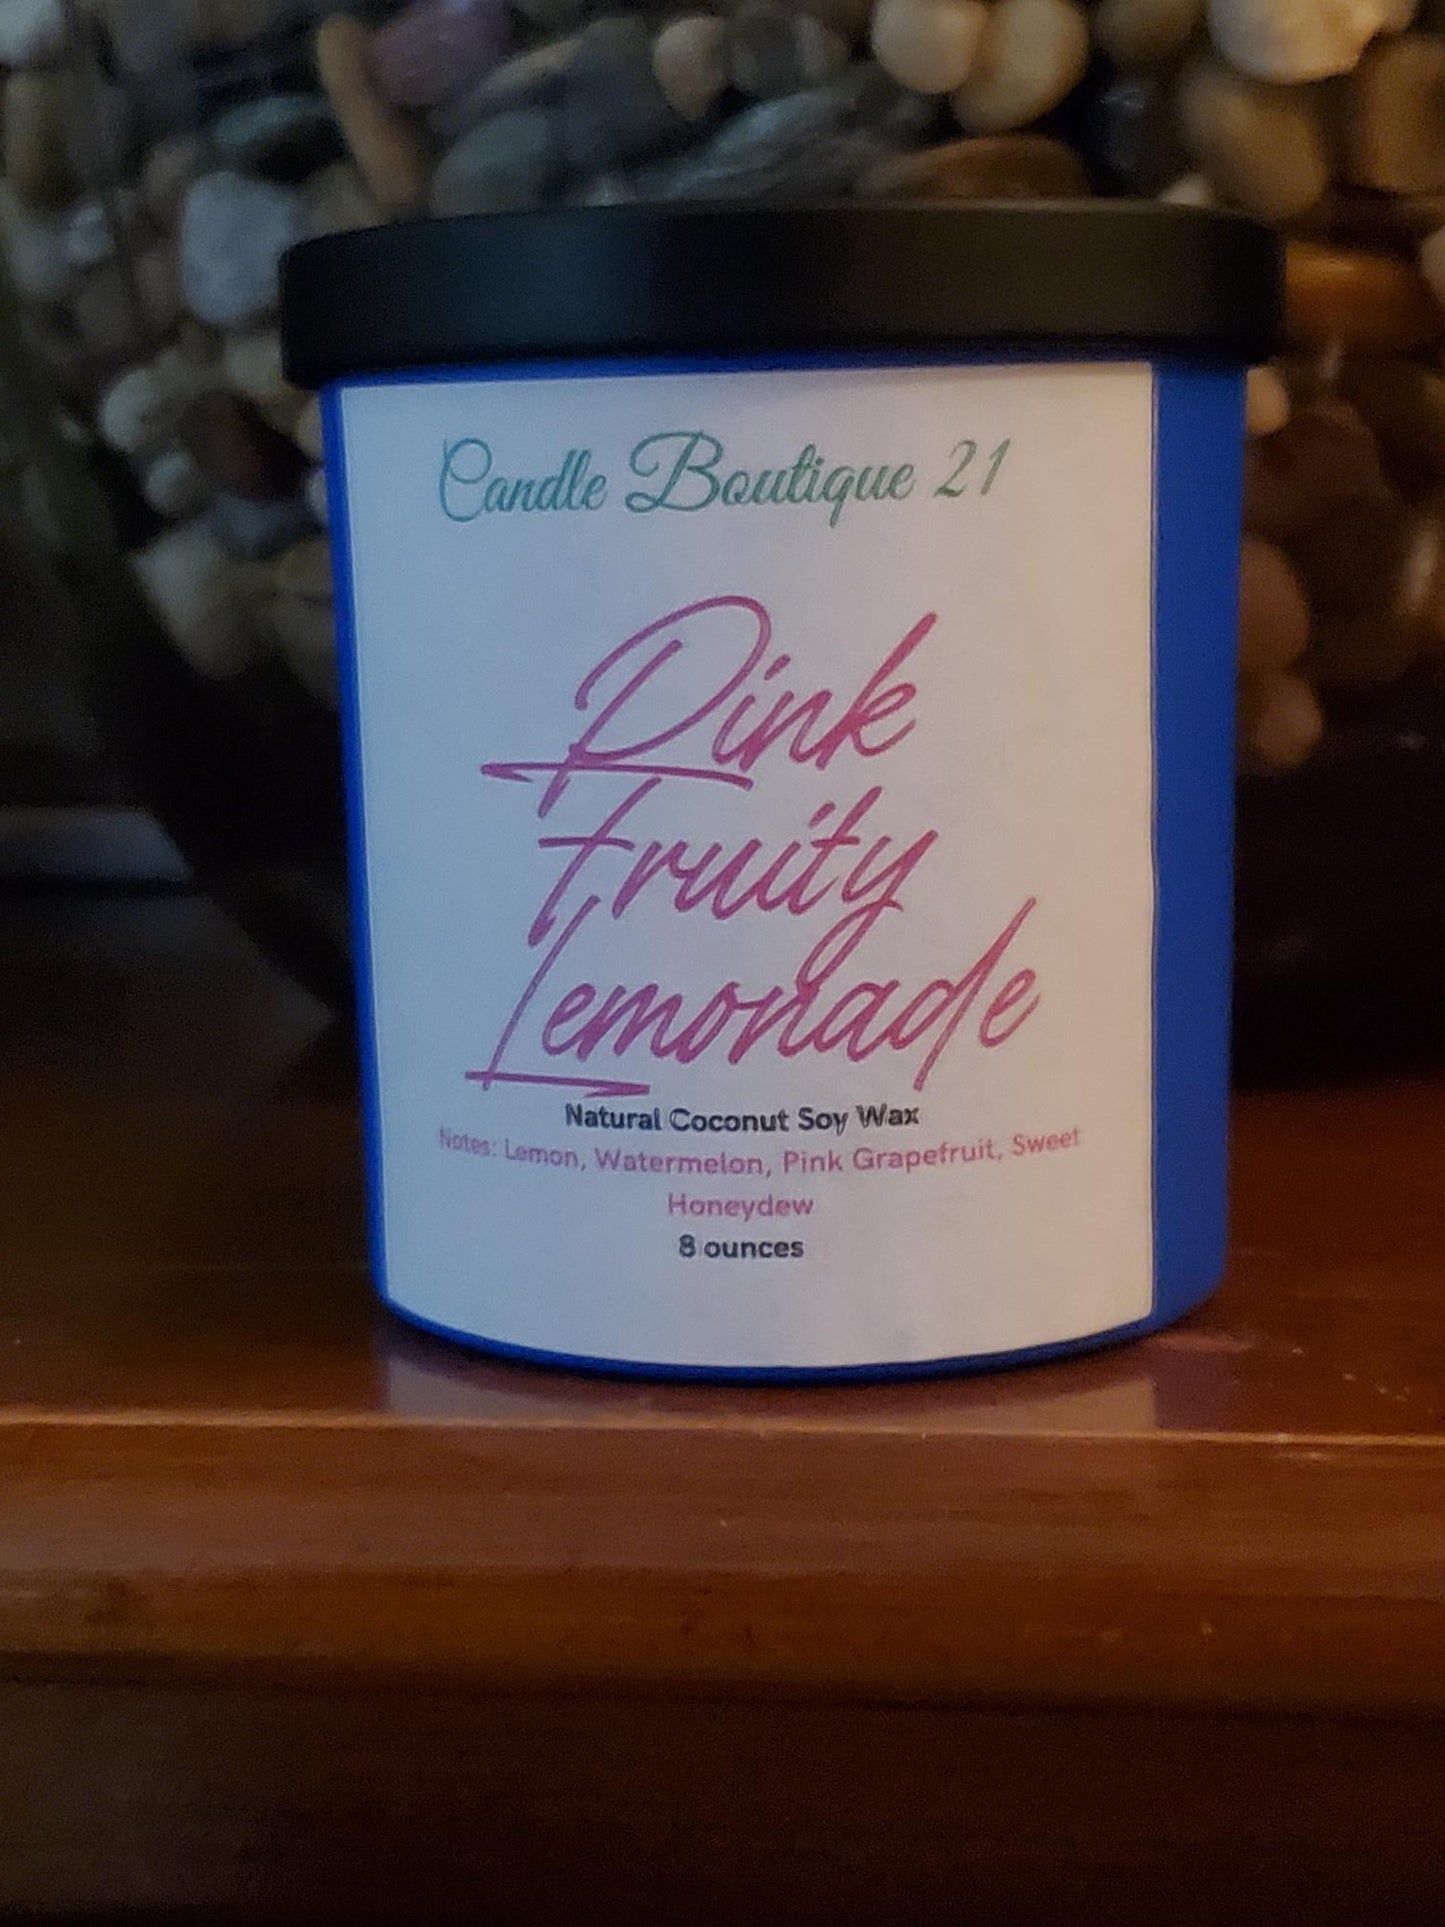 Candle Boutique 21
Pink
Fruity
Lemonade
Natural Coconut Soy Wax
Notes: Lemon, Watermelon, Pink Grapefruit, Sweet
Honeydew
8 ounces